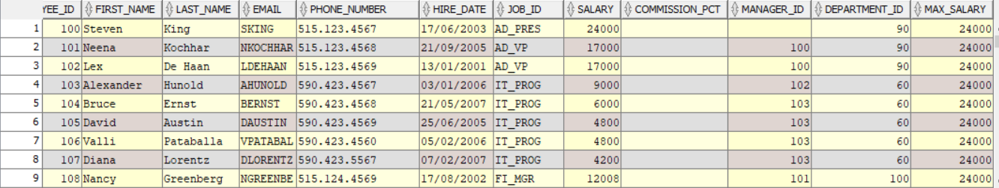 YEE_ID FIRST_NAME LAST_NAME EMAIL PHONE_NUMBER HIRE_DATE JOB_ID SALARY COMMISSION_PCT MANAGER_ID DEPARTMENT_ID MAX_SALARY
1 100 Steven King SKING 515.123.4567 17/06/2003 AD_PRES 24000 90 24000
2 101 Neena Kochhar NKOCHHAR 515.123.4568 21/09/2005 AD_VP 17000 100 90 24000
3 102 Lex De Haan LDEHAAN 515.123.4569 13/01/2001 AD_VP 17000 100 90 24000
4 103 Alexander Hunold AHUNOLD 590.423.4567 03/01/2006 IT_PROG 9000 102 60 24000
5 104 Bruce Ernst BERNST 590.423.4568 21/05/2007 IT_PROG 6000 103 60 24000
6 105 David Austin DAUSTIN 590.423.4569 25/06/2005 IT_PROG 4800 103 60 24000
7 106 Valli Pataballa VPATABAL 590.423.4560 05/02/2006 IT_PROG 4800 103 60 24000
8 107 Diana Lorentz DLORENTZ 590.423.5567 07/02/2007 IT_PROG 4200 103 60 24000
9 108 Nancy Greenberg NGREENBE 515.124.4569 17/08/2002 FI_MGR 12008 101 100 24000